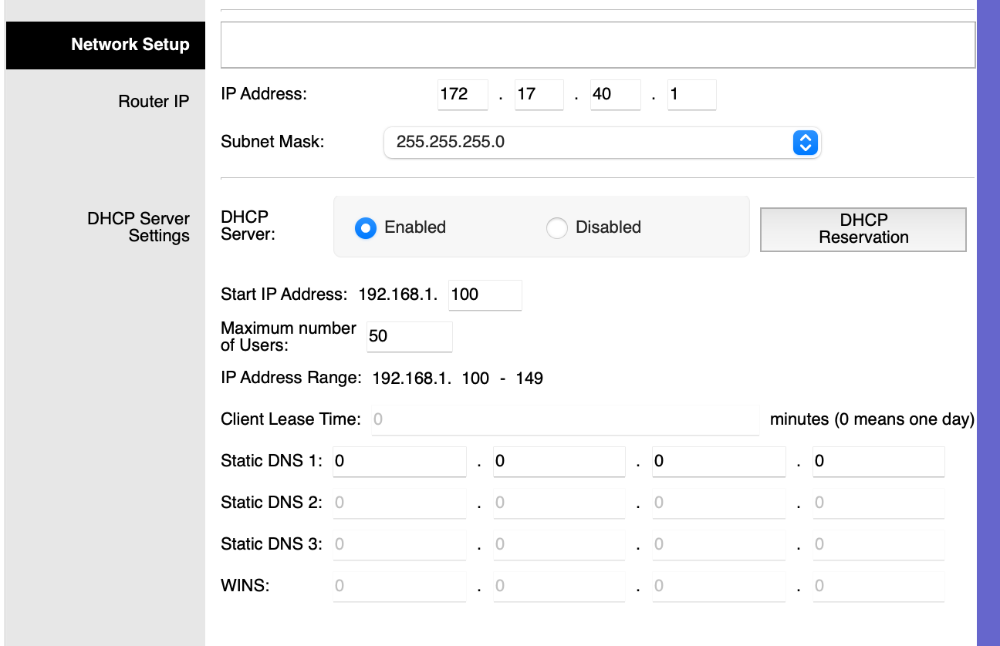 Network Setup
Router IP
IP Address: 172 . 17 . 40 . 1
Subnet Mask: 255.255.255.0
DHCP Server
Settings
DHCP
Server:
Enabled
Disabled
DHCP
Reservation
Start IP Address: 192.168.1. 100
Maximum number
of Users:
50
IP Address Range: 192.168.1. 100 - 149
Client Lease Time: 0 minutes (0 means one day)
Static DNS 1: 0 . 0 . 0 . 0
Static DNS 2: 0 . 0 . 0 . 0
Static DNS 3: 0 . 0 . 0 . 0
WINS: 0 . 0 . 0 . 0